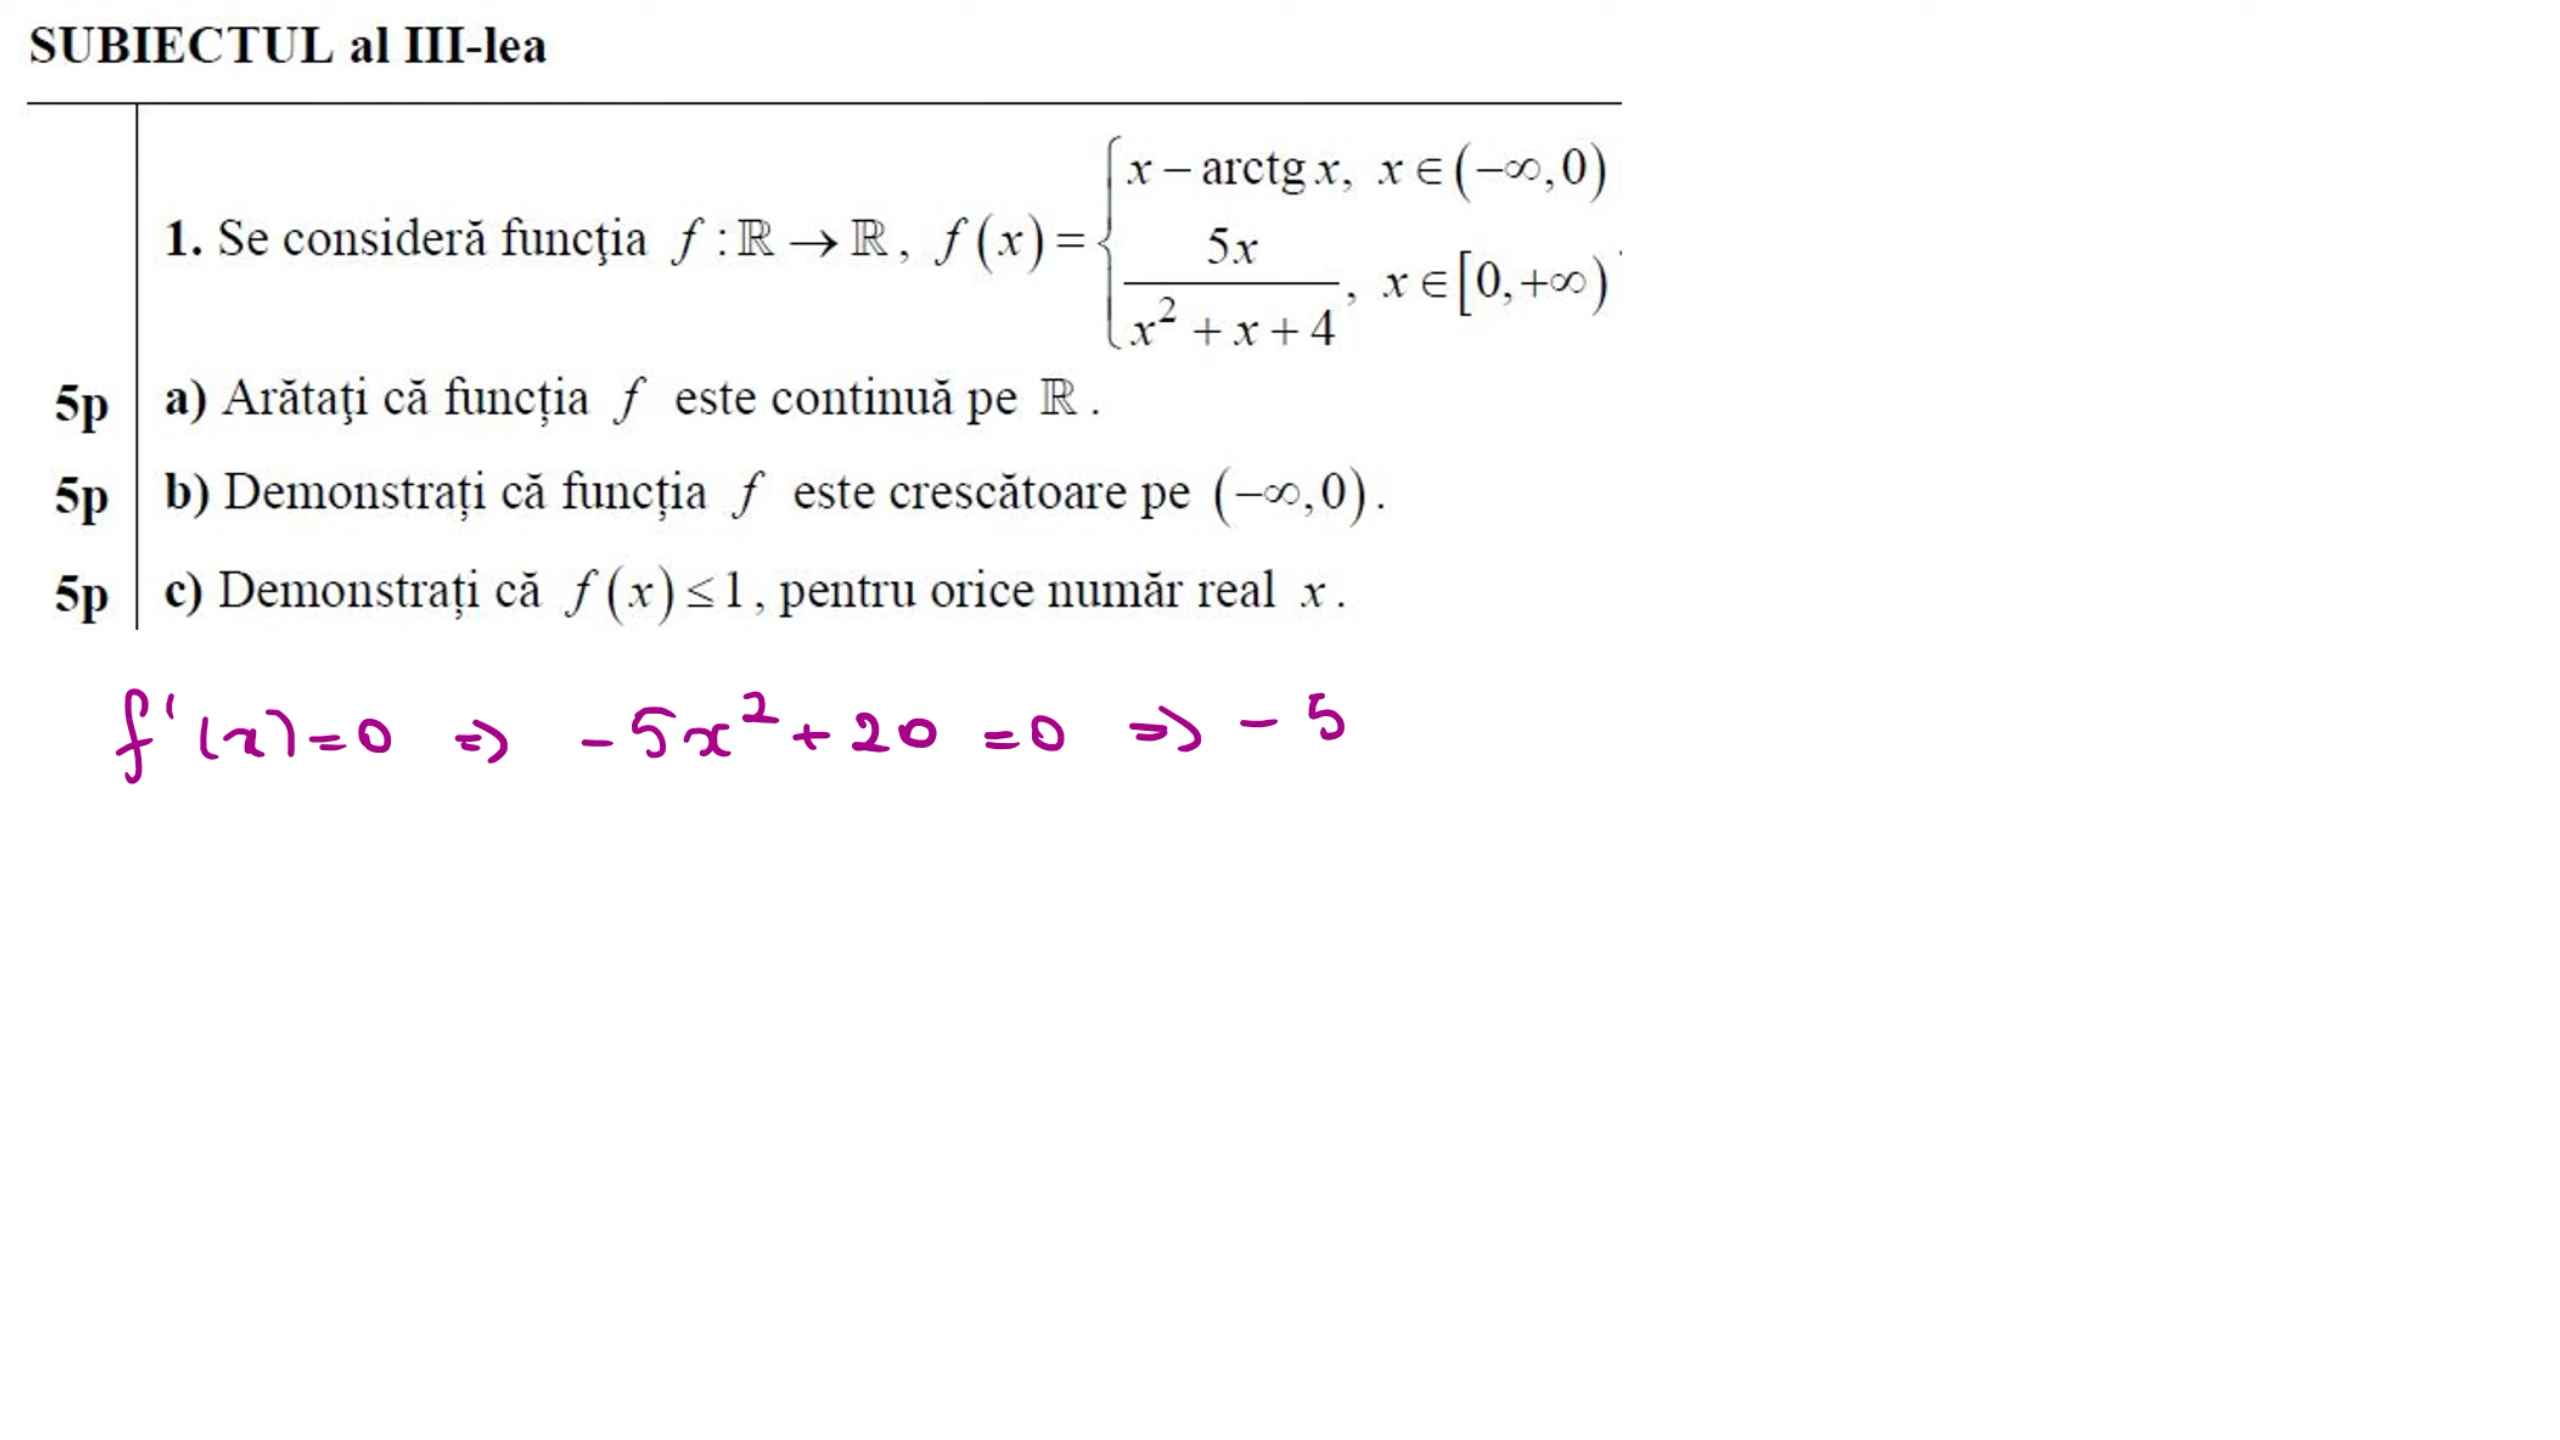 SUBIECTUL al III-lea
1. Se consideră funcţia f : ℝ → ℝ, f(x) = { x − arctg x, x ∈ (−∞,0)
5x / (x² + x + 4), x ∈ [0,+∞)
5p a) Arătaţi că funcția f este continuă pe ℝ.
5p b) Demonstrați că funcția f este crescătoare pe (−∞,0).
5p c) Demonstrați că f(x) ≤ 1, pentru orice număr real x.
f'(x)=0 ⇒ −5x² + 20 = 0 ⇒ −5